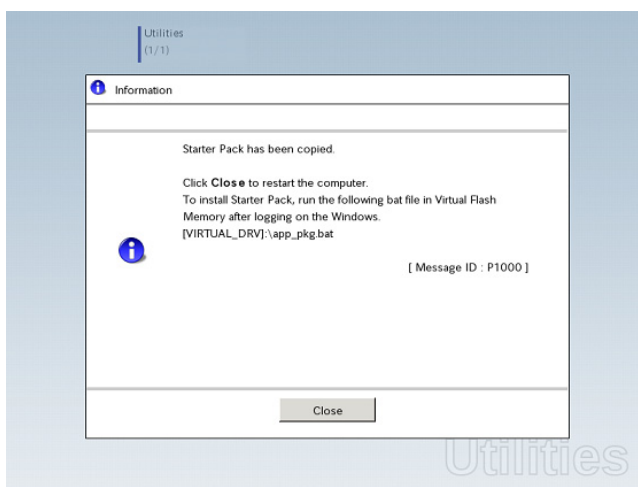 Utilities
(1/1)
Information
Starter Pack has been copied.
Click Close to restart the computer.
To install Starter Pack, run the following bat file in Virtual Flash
Memory after logging on the Windows.
[VIRTUAL_DRV]:\app_pkg.bat
[ Message ID : P1000 ]
Close
Utilities